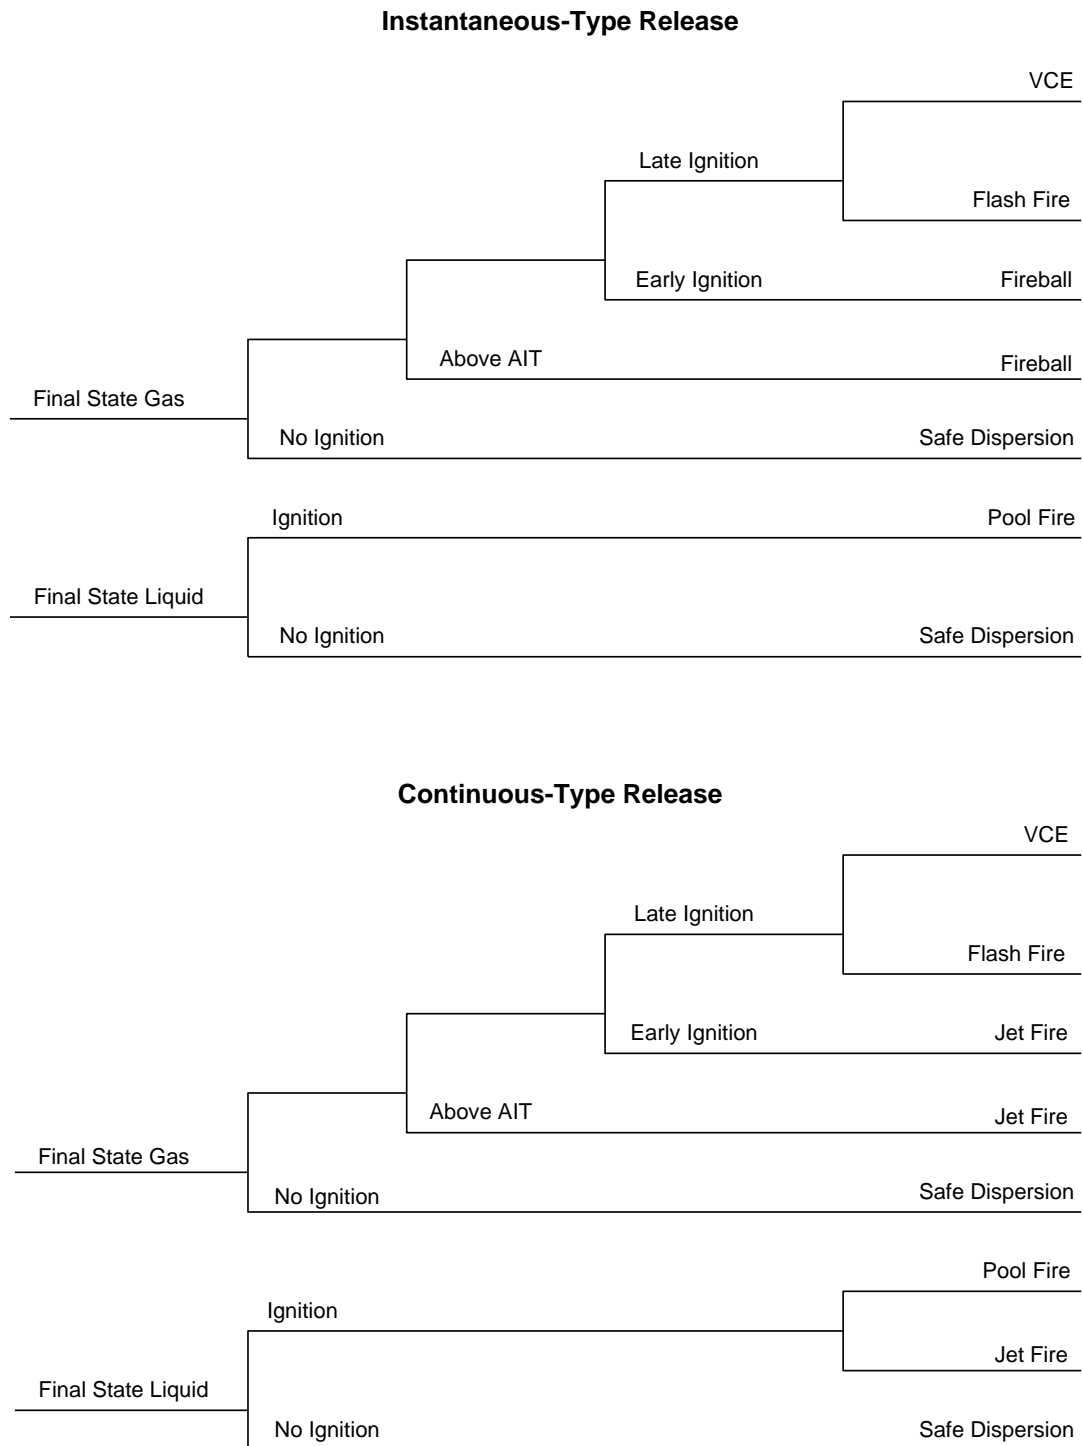 Instantaneous-Type Release
VCE
Late Ignition
Flash Fire
Early Ignition Fireball
Above AIT Fireball
Final State Gas
No Ignition Safe Dispersion
Ignition Pool Fire
Final State Liquid
No Ignition Safe Dispersion
Continuous-Type Release
VCE
Late Ignition
Flash Fire
Early Ignition Jet Fire
Above AIT Jet Fire
Final State Gas
No Ignition Safe Dispersion
Pool Fire
Ignition
Jet Fire
Final State Liquid
No Ignition Safe Dispersion